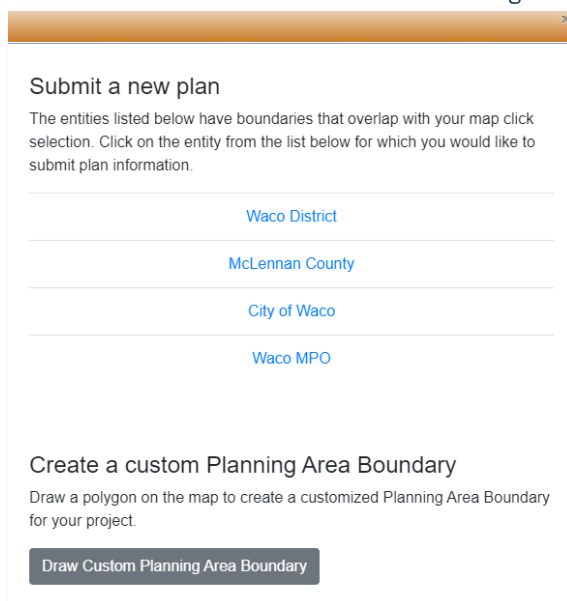 Submit a new plan
The entities listed below have boundaries that overlap with your map click
selection. Click on the entity from the list below for which you would like to
submit plan information.
Waco District
McLennan County
City of Waco
Waco MPO
Create a custom Planning Area Boundary
Draw a polygon on the map to create a customized Planning Area Boundary
for your project.
Draw Custom Planning Area Boundary